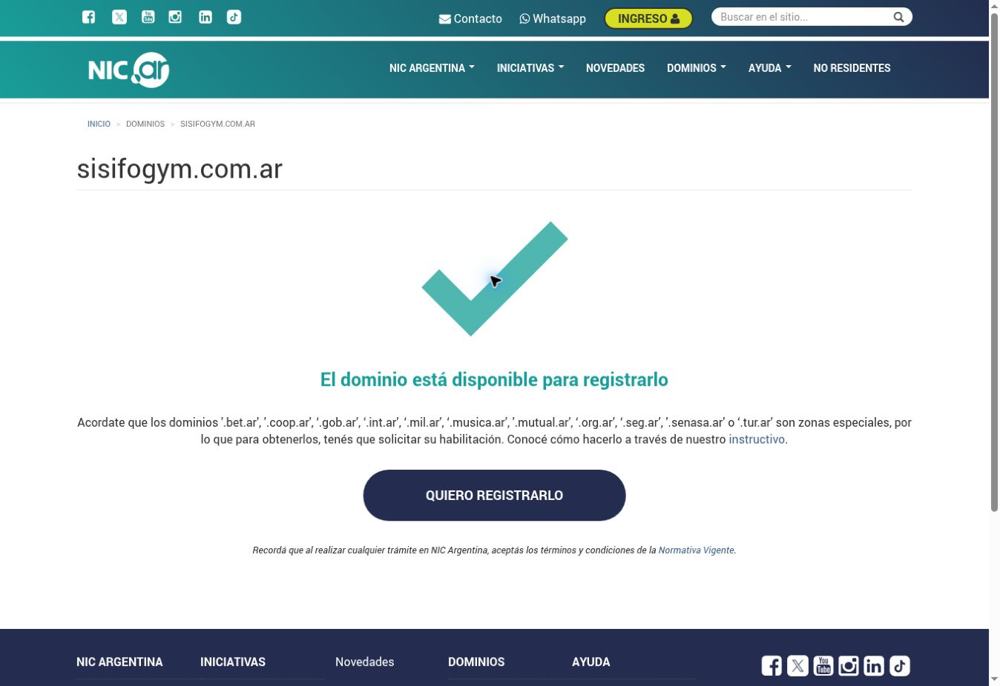 Contacto
Whatsapp
INGRESO
Buscar en el sitio...
NIC.ar
NIC ARGENTINA
INICIATIVAS
NOVEDADES
DOMINIOS
AYUDA
NO RESIDENTES
INICIO > DOMINIOS > SISIFOGYM.COM.AR
sisifogym.com.ar
El dominio está disponible para registrarlo
Acordate que los dominios '.bet.ar', '.coop.ar', ‘.gob.ar’, ‘.int.ar’, ‘.mil.ar’, ‘.musica.ar’, '.mutual.ar', ‘.org.ar’, ‘.seg.ar’, '.senasa.ar' o ‘.tur.ar’ son zonas especiales, por
lo que para obtenerlos, tenés que solicitar su habilitación. Conocé cómo hacerlo a través de nuestro instructivo.
QUIERO REGISTRARLO
Recordá que al realizar cualquier trámite en NIC Argentina, aceptás los términos y condiciones de la Normativa Vigente.
NIC ARGENTINA
INICIATIVAS
Novedades
DOMINIOS
AYUDA